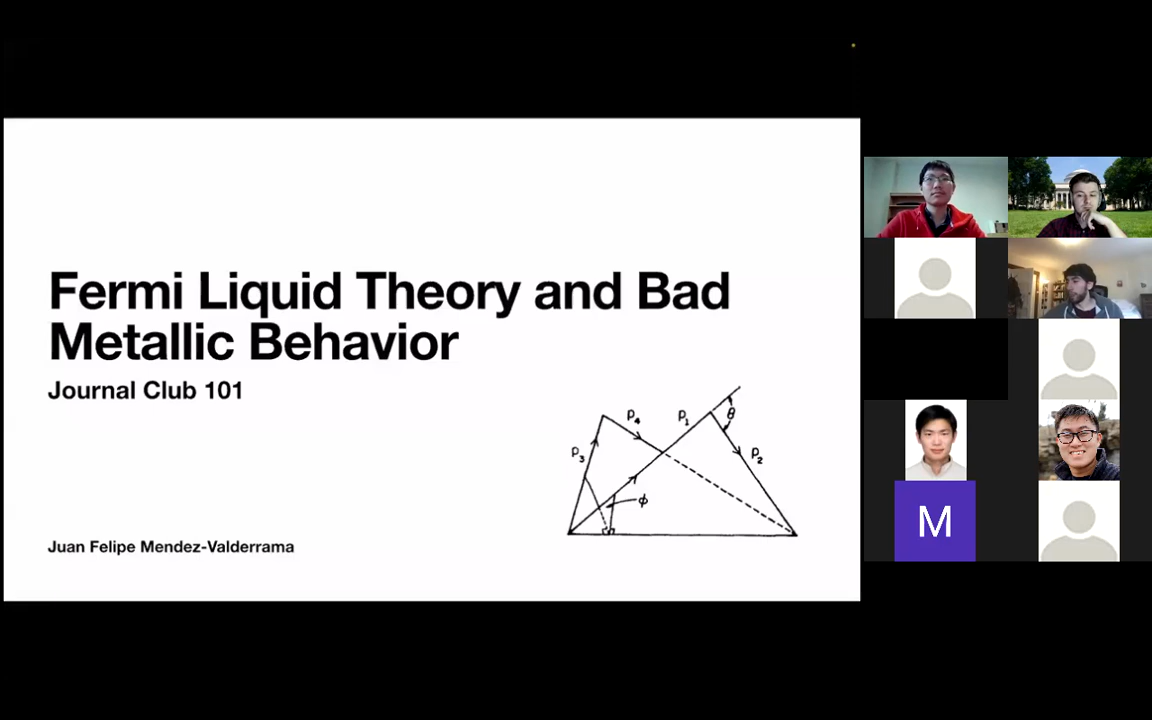 Fermi Liquid Theory and Bad
Metallic Behavior
Journal Club 101
P₄
P₁
θ
P₃
P₂
ϕ
Juan Felipe Mendez-Valderrama
M